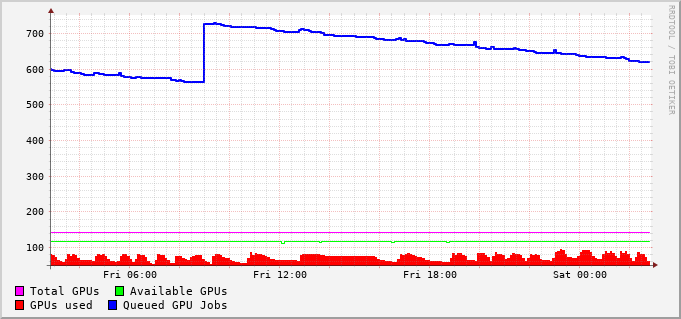 RRDTOOL / TOBI OETIKER
700
600
500
400
300
200
100
Fri 06:00 Fri 12:00 Fri 18:00 Sat 00:00
Total GPUs Available GPUs
GPUs used Queued GPU Jobs